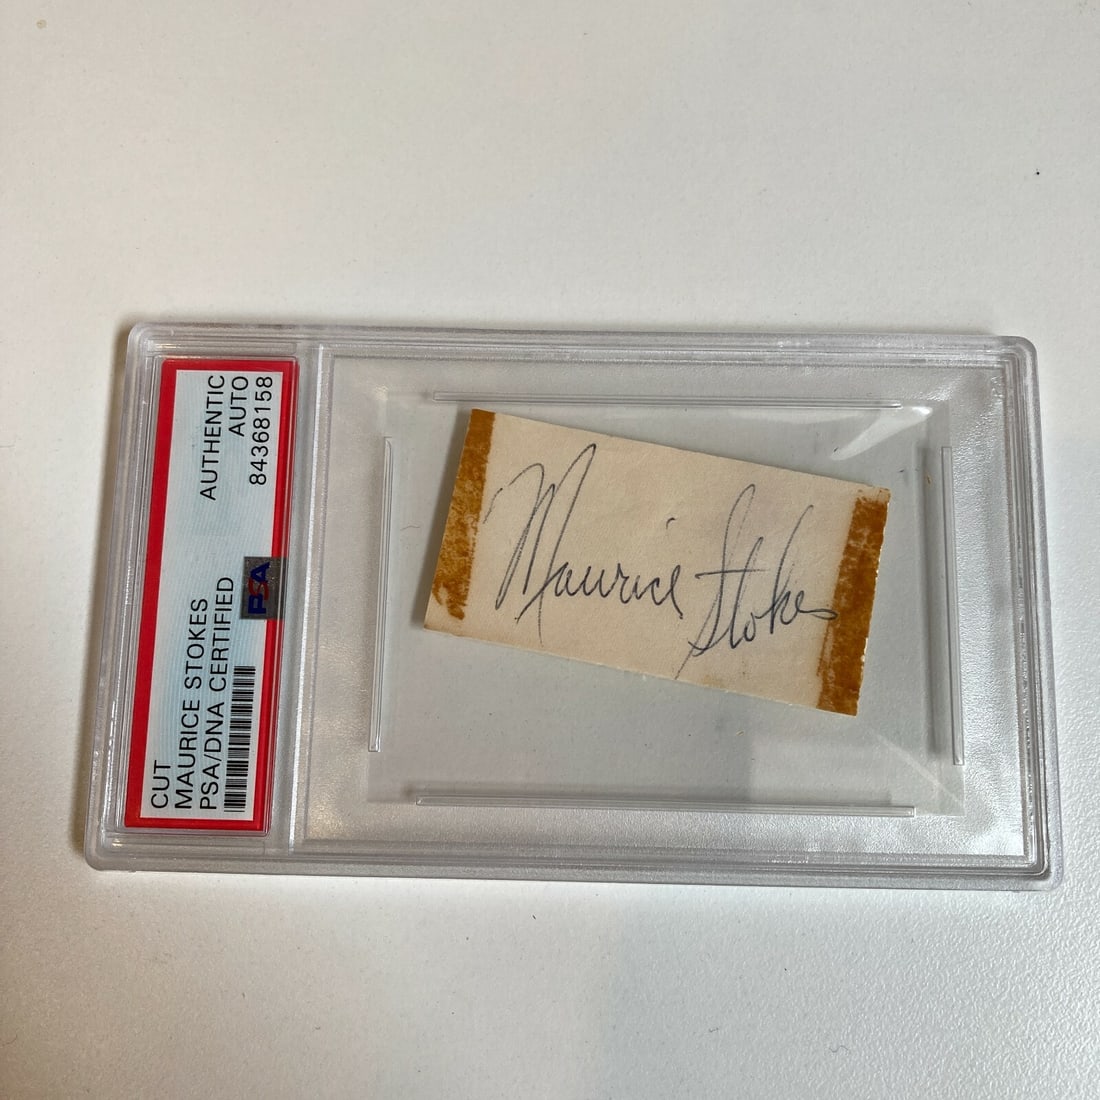 CUT
MAURICE STOKES
PSA/DNA CERTIFIED
AUTHENTIC
AUTO
84368158
PSA
Maurice Stokes